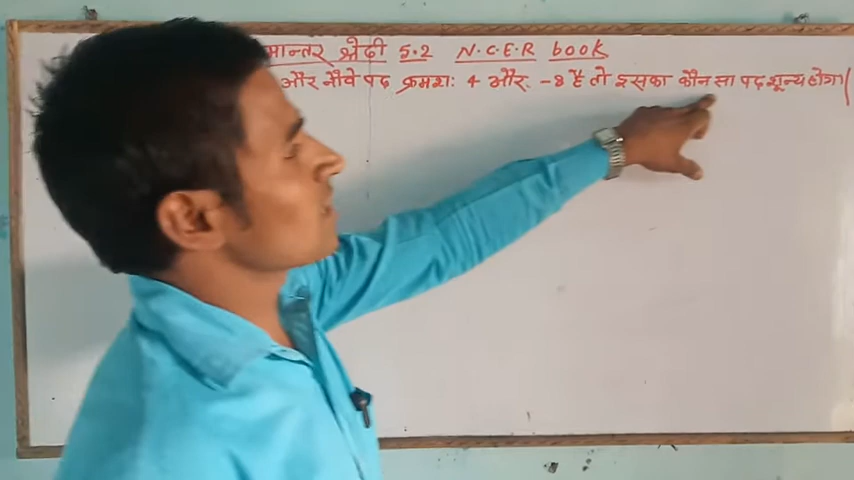 मान्तर श्रेढी 5.2 N.C.E.R book
और नौवे पद क्रमशः 4 और -8 है तो इसका कौन सा पद शून्य होगा।